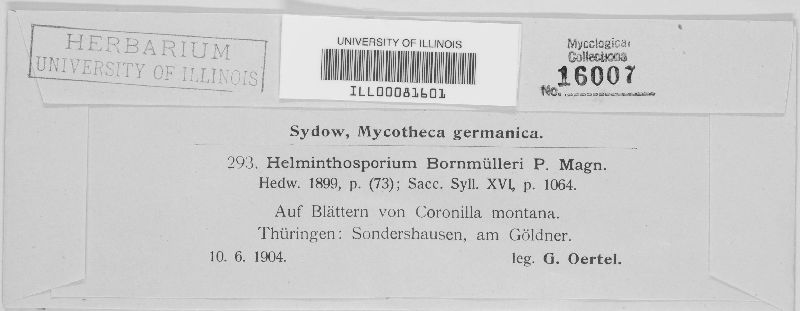 HERBARIUM
UNIVERSITY OF ILLINOIS
UNIVERSITY OF ILLINOIS
ILL00081601
Mycological
Collections
No. 16007
Sydow, Mycotheca germanica.
293. Helminthosporium Bornmülleri P. Magn.
Hedw. 1899, p. (73); Sacc. Syll. XVI, p. 1064.
Auf Blättern von Coronilla montana.
Thüringen: Sondershausen, am Göldner.
10. 6. 1904. leg. G. Oertel.